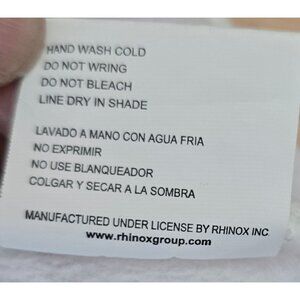 HAND WASH COLD
DO NOT WRING
DO NOT BLEACH
LINE DRY IN SHADE
LAVADO A MANO CON AGUA FRIA
NO EXPRIMIR
NO USE BLANQUEADOR
COLGAR Y SECAR A LA SOMBRA
MANUFACTURED UNDER LICENSE BY RHINOX INC
www.rhinoxgroup.com